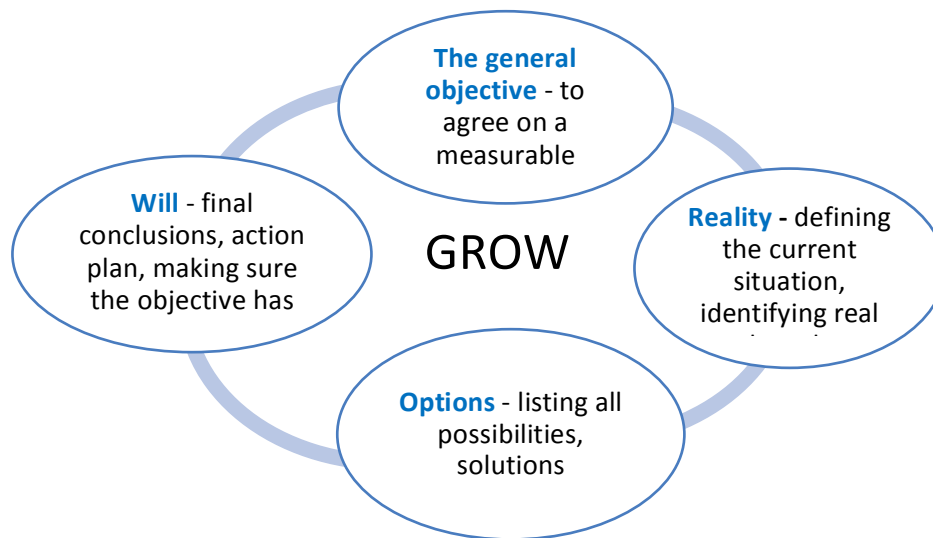 The general
objective - to
agree on a
measurable
Reality - defining
the current
situation,
identifying real
Options - listing all
possibilities,
solutions
Will - final
conclusions, action
plan, making sure
the objective has
GROW